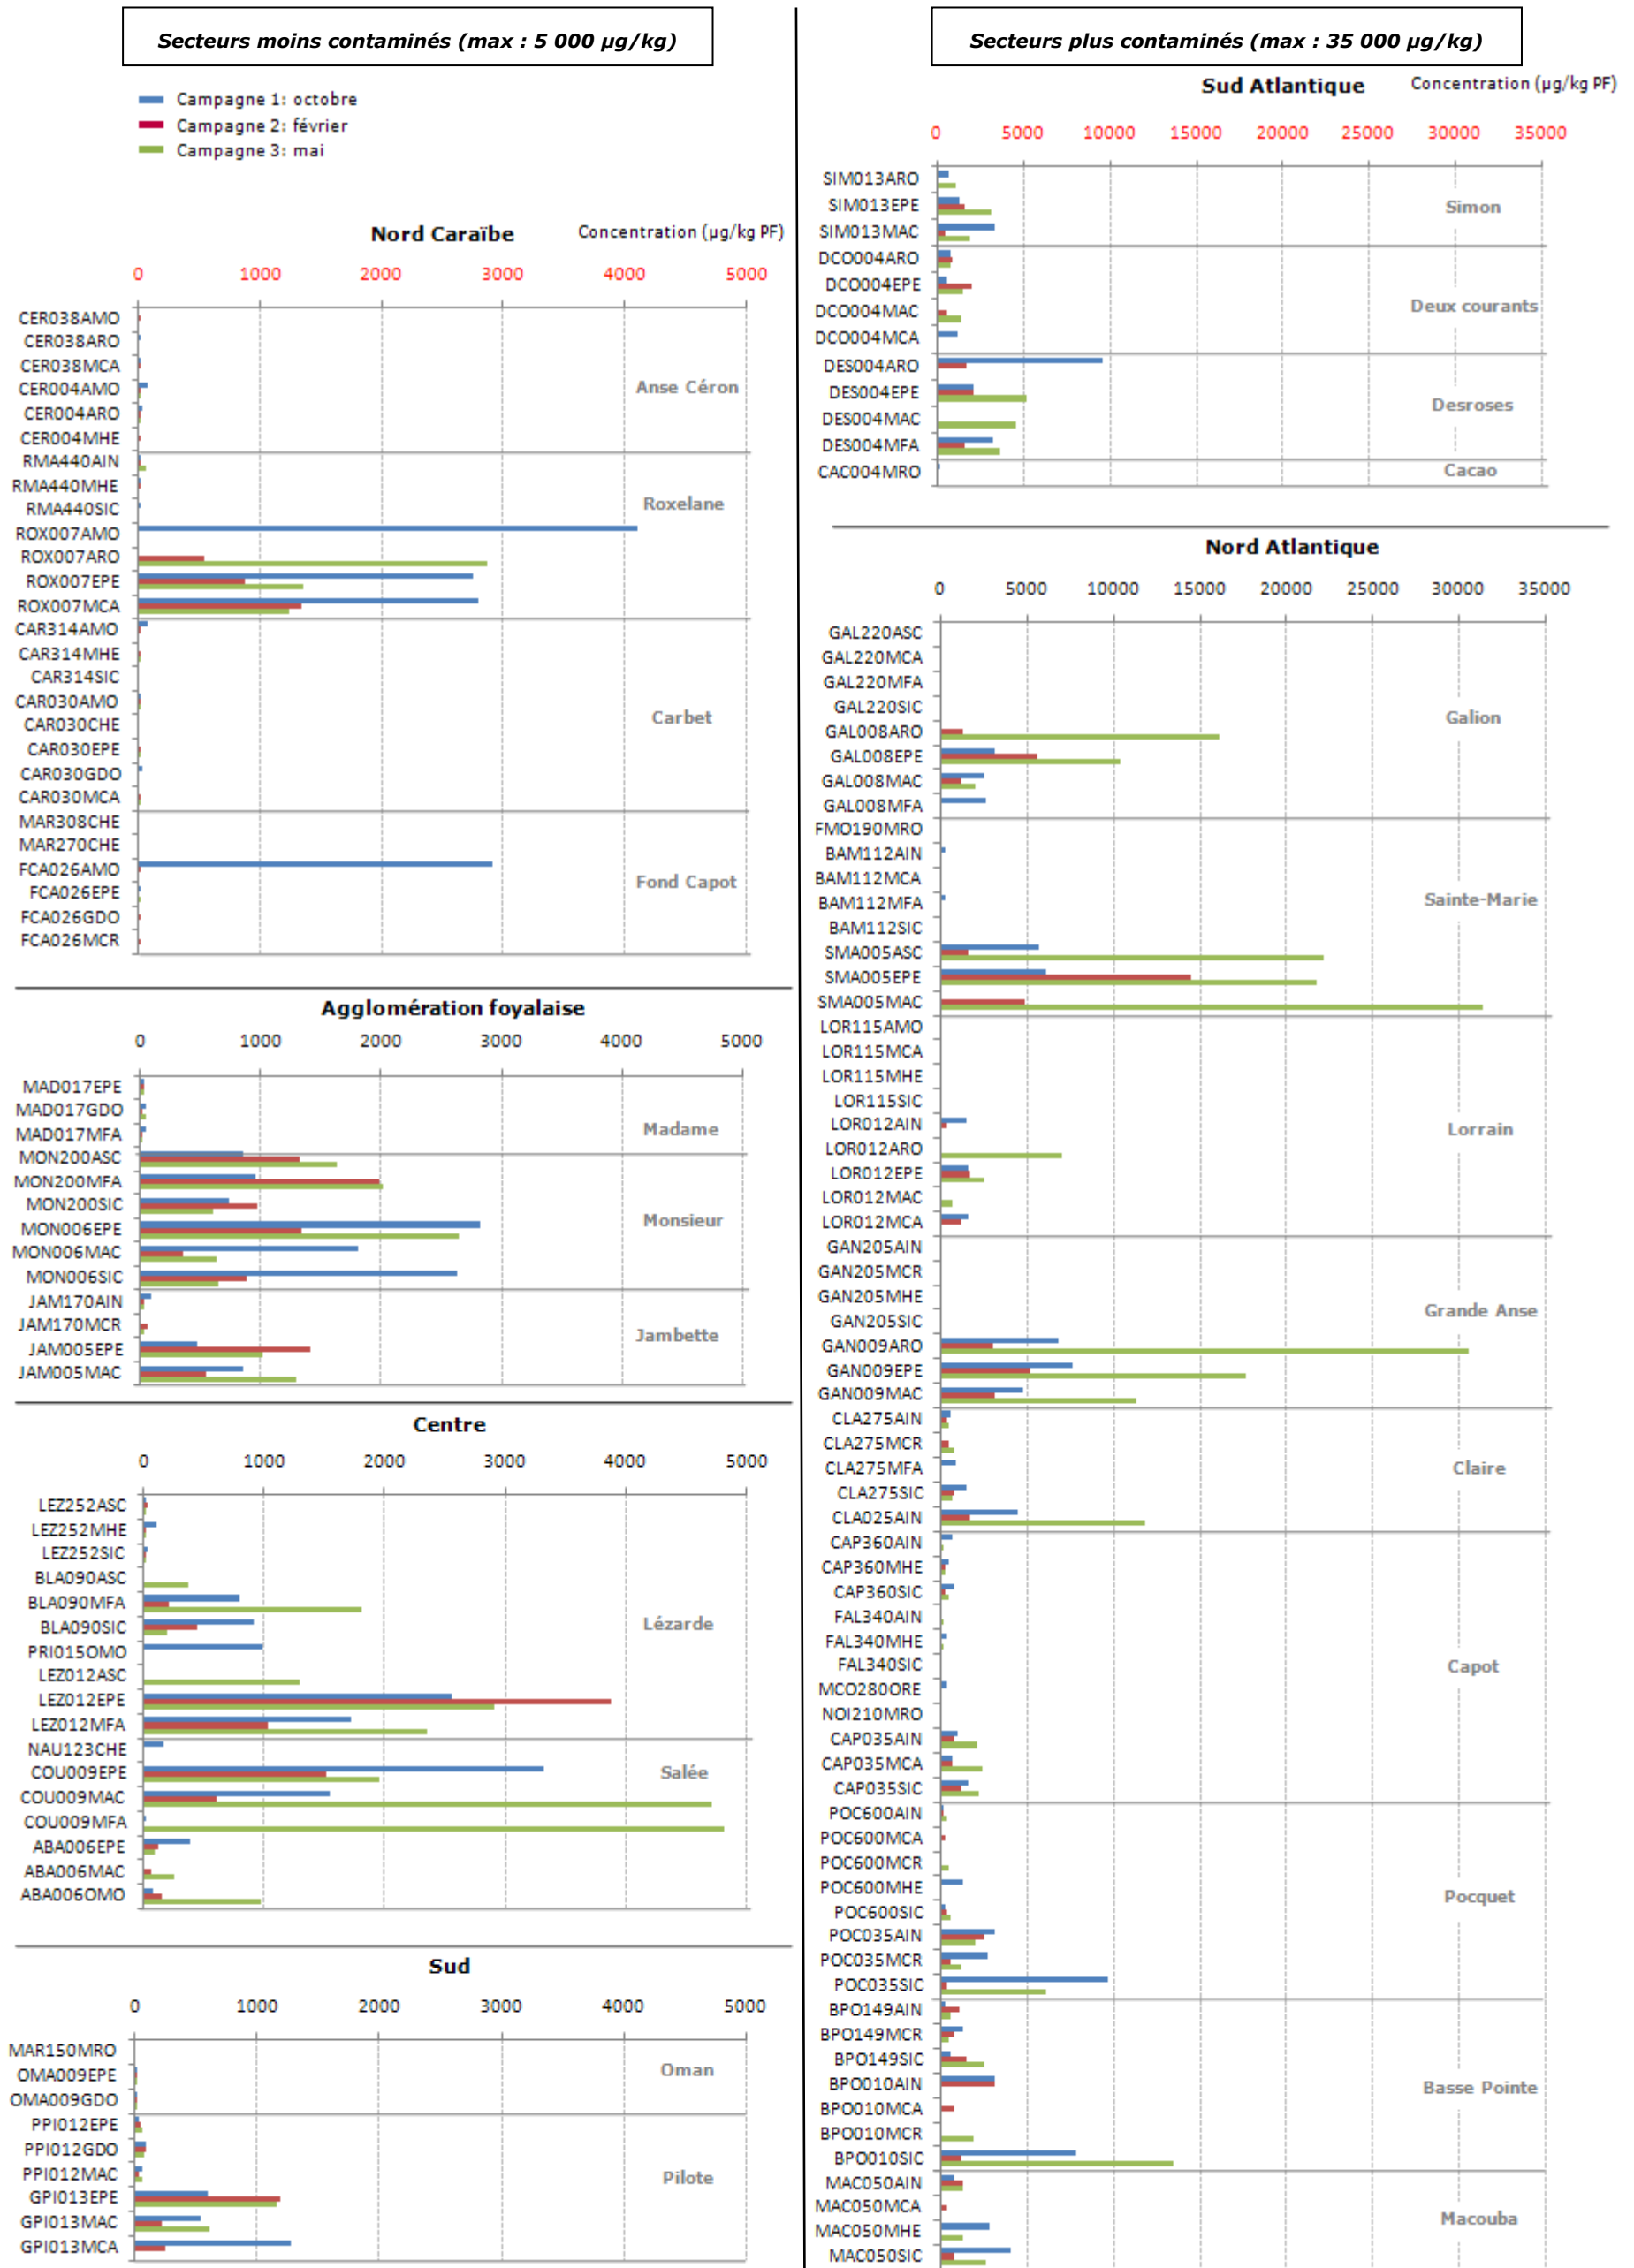 Secteurs moins contaminés (max : 5 000 µg/kg)
Campagne 1: octobre
Campagne 2: février
Campagne 3: mai
Nord Caraïbe
Concentration (µg/kg PF)
0 1000 2000 3000 4000 5000
CER038AMO
CER038ARO
CER038MCA
CER004AMO
CER004ARO
CER004MHE
Anse Céron
RMA440AIN
RMA440MHE
RMA440SIC
ROX007AMO
ROX007ARO
ROX007EPE
ROX007MCA
Roxelane
CAR314AMO
CAR314MHE
CAR314SIC
CAR030AMO
CAR030CHE
CAR030EPE
CAR030GDO
CAR030MCA
Carbet
MAR308CHE
MAR270CHE
FCA026AMO
FCA026EPE
FCA026GDO
FCA026MCR
Fond Capot
Agglomération foyalaise
0 1000 2000 3000 4000 5000
MAD017EPE
MAD017GDO
MAD017MFA
Madame
MON200ASC
MON200MFA
MON200SIC
MON006EPE
MON006MAC
MON006SIC
Monsieur
JAM170AIN
JAM170MCR
JAM005EPE
JAM005MAC
Jambette
Centre
0 1000 2000 3000 4000 5000
LEZ252ASC
LEZ252MHE
LEZ252SIC
BLA090ASC
BLA090MFA
BLA090SIC
PRI015OMO
LEZ012ASC
LEZ012EPE
LEZ012MFA
Lézarde
NAU123CHE
COU009EPE
COU009MAC
COU009MFA
ABA006EPE
ABA006MAC
ABA006OMO
Salée
Sud
0 1000 2000 3000 4000 5000
MAR150MRO
OMA009EPE
OMA009GDO
Oman
PPI012EPE
PPI012GDO
PPI012MAC
GPI013EPE
GPI013MAC
GPI013MCA
Pilote
Secteurs plus contaminés (max : 35 000 µg/kg)
Sud Atlantique
Concentration (µg/kg PF)
0 5000 10000 15000 20000 25000 30000 35000
SIM013ARO
SIM013EPE
SIM013MAC
Simon
DCO004ARO
DCO004EPE
DCO004MAC
DCO004MCA
Deux courants
DES004ARO
DES004EPE
DES004MAC
DES004MFA
Desroses
CAC004MRO
Cacao
Nord Atlantique
0 5000 10000 15000 20000 25000 30000 35000
GAL220ASC
GAL220MCA
GAL220MFA
GAL220SIC
GAL008ARO
GAL008EPE
GAL008MAC
GAL008MFA
Galion
FMO190MRO
BAM112AIN
BAM112MCA
BAM112MFA
BAM112SIC
SMA005ASC
SMA005EPE
SMA005MAC
Sainte-Marie
LOR115AMO
LOR115MCA
LOR115MHE
LOR115SIC
LOR012AIN
LOR012ARO
LOR012EPE
LOR012MAC
LOR012MCA
Lorrain
GAN205AIN
GAN205MCR
GAN205MHE
GAN205SIC
GAN009ARO
GAN009EPE
GAN009MAC
Grande Anse
CLA275AIN
CLA275MCR
CLA275MFA
CLA275SIC
CLA025AIN
Claire
CAP360AIN
CAP360MHE
CAP360SIC
FAL340AIN
FAL340MHE
FAL340SIC
MCO280ORE
NOI210MRO
CAP035AIN
CAP035MCA
CAP035SIC
Capot
POC600AIN
POC600MCA
POC600MCR
POC600MHE
POC600SIC
POC035AIN
POC035MCR
POC035SIC
Pocquet
BPO149AIN
BPO149MCR
BPO149SIC
BPO010AIN
BPO010MCA
BPO010MCR
BPO010SIC
Basse Pointe
MAC050AIN
MAC050MCA
MAC050MHE
MAC050SIC
Macouba